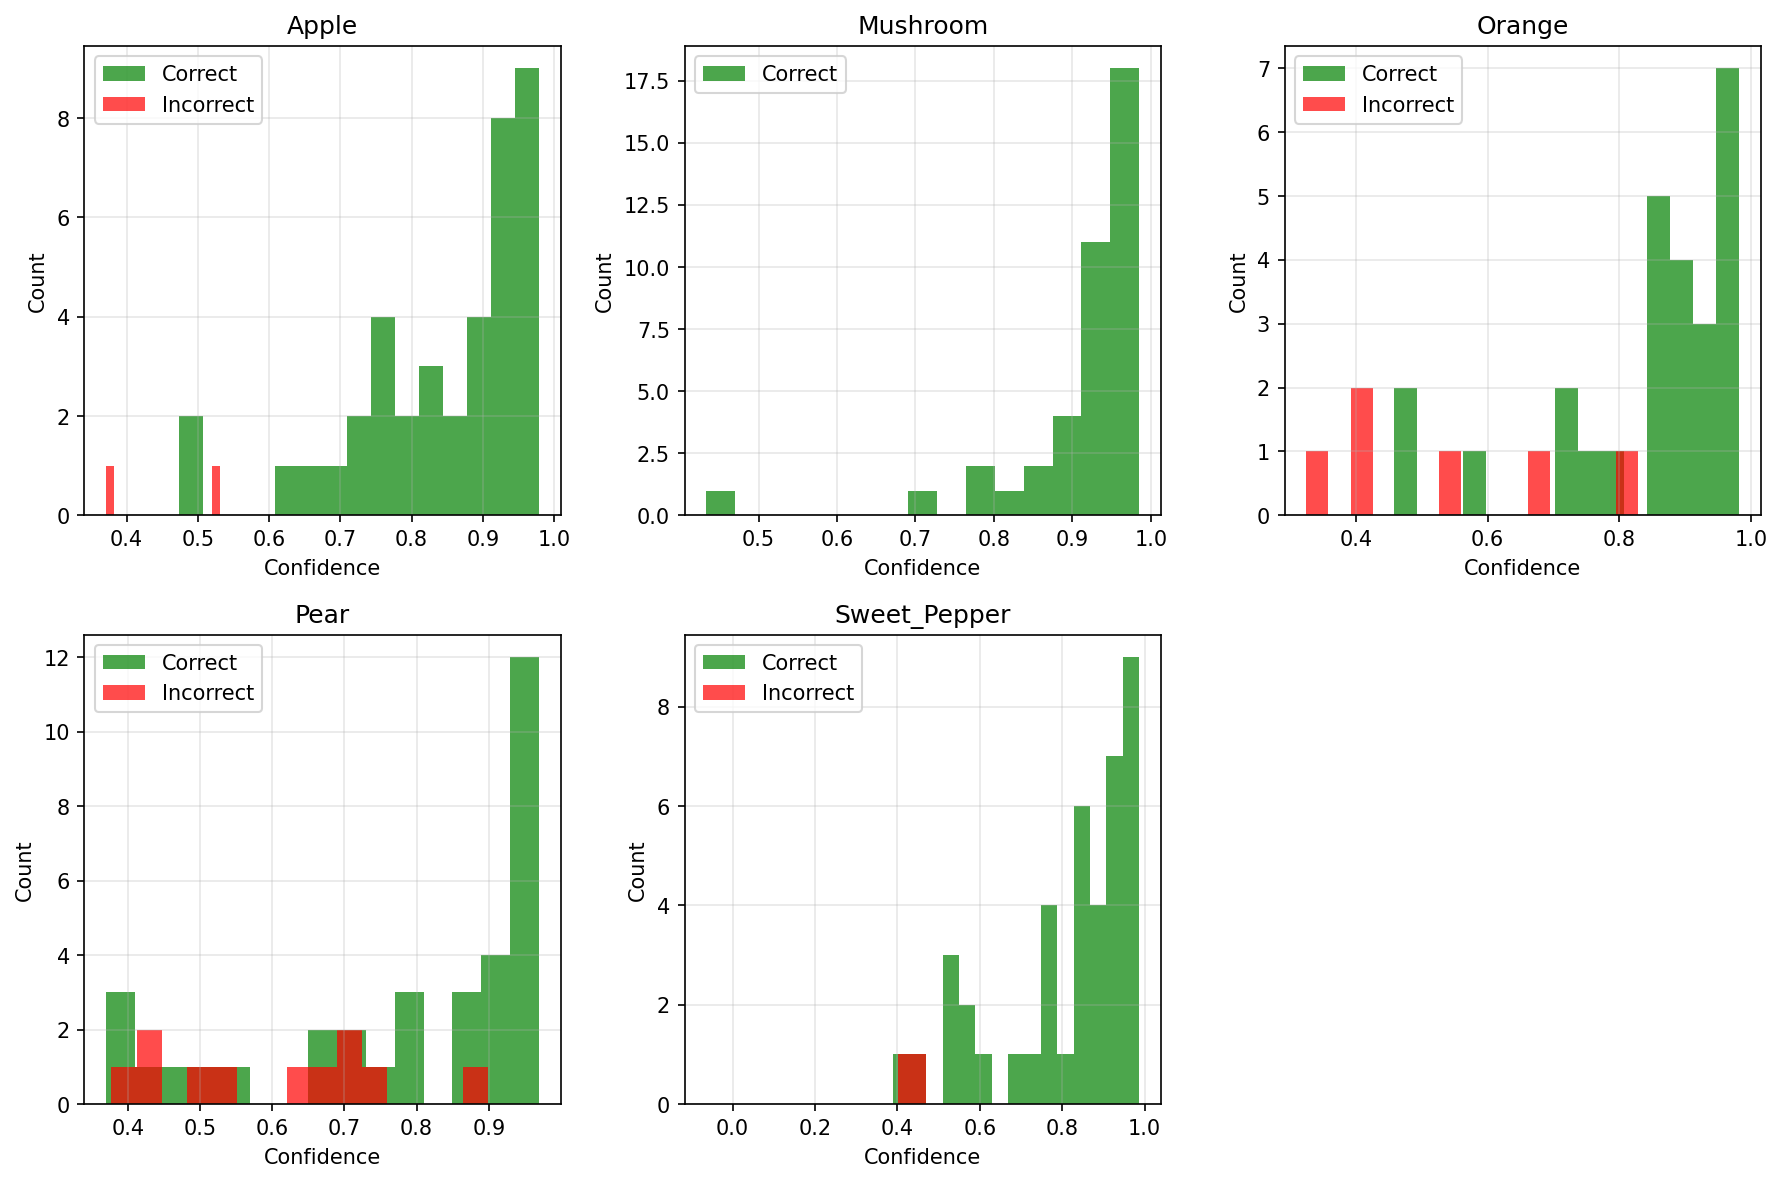 Apple
Correct
Incorrect
8
6
4
2
0
Count
0.4 0.5 0.6 0.7 0.8 0.9 1.0
Confidence
Mushroom
Correct
17.5
15.0
12.5
10.0
7.5
5.0
2.5
0.0
Count
0.5 0.6 0.7 0.8 0.9 1.0
Confidence
Orange
Correct
Incorrect
7
6
5
4
3
2
1
0
Count
0.4 0.6 0.8 1.0
Confidence
Pear
Correct
Incorrect
12
10
8
6
4
2
0
Count
0.4 0.5 0.6 0.7 0.8 0.9
Confidence
Sweet_Pepper
Correct
Incorrect
8
6
4
2
0
Count
0.0 0.2 0.4 0.6 0.8 1.0
Confidence